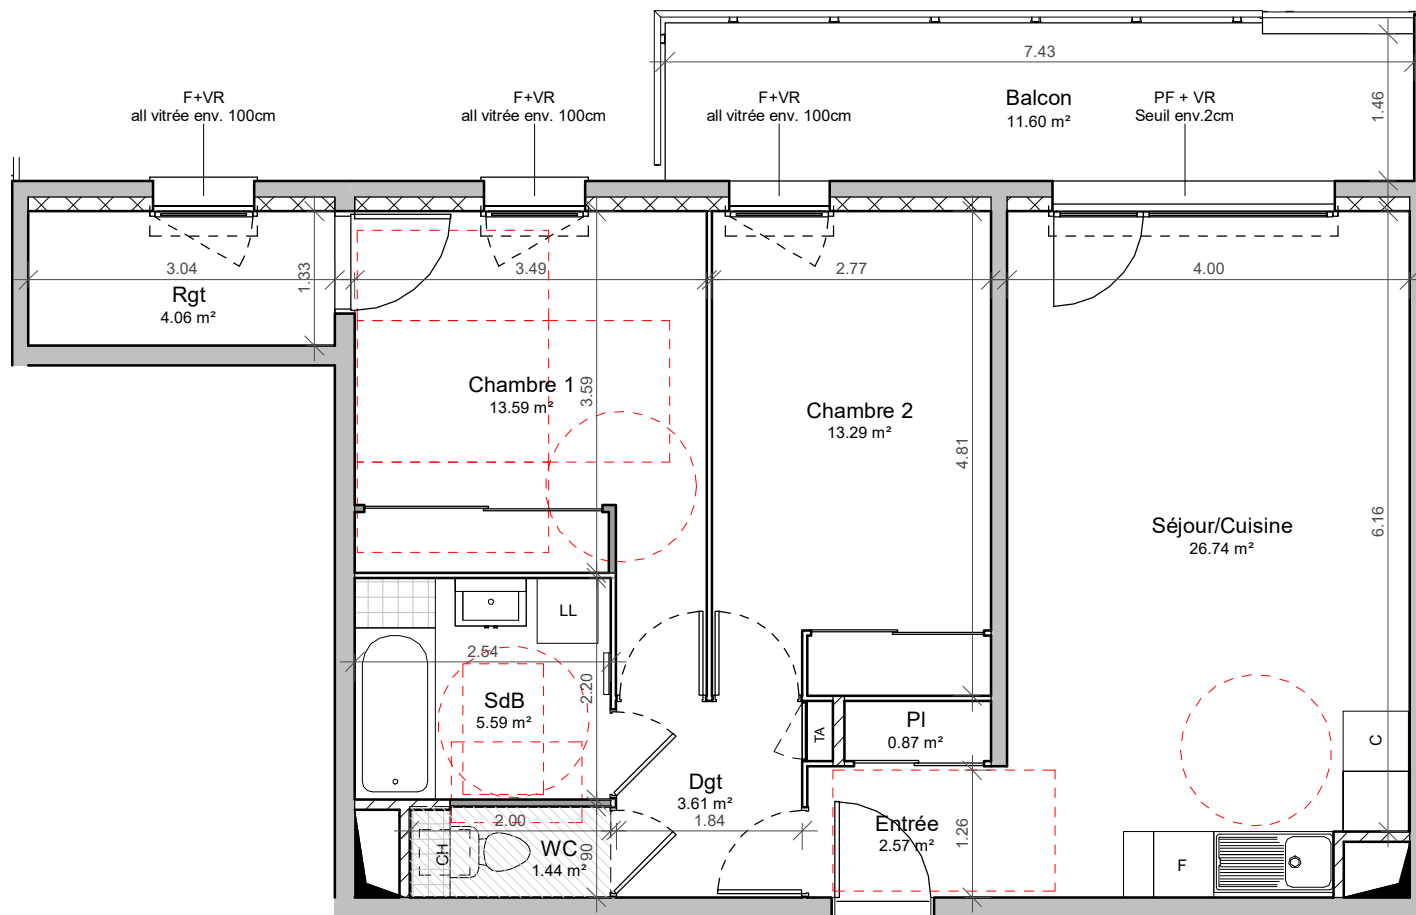 7.43
F+VR
all vitrée env. 100cm
F+VR
all vitrée env. 100cm
F+VR
all vitrée env. 100cm
Balcon
11.60 m²
PF + VR
Seuil env.2cm
1.46
3.04
1.33
3.49
2.77
4.00
Rgt
4.06 m²
Chambre 1
13.59 m²
3.59
Chambre 2
13.29 m²
4.81
Séjour/Cuisine
26.74 m²
6.16
LL
2.54
2.20
SdB
5.59 m²
TA
Pl
0.87 m²
C
Dgt
3.61 m²
1.84
2.00
CH
WC
1.44 m²
90
Entrée
2.57 m²
1.26
F